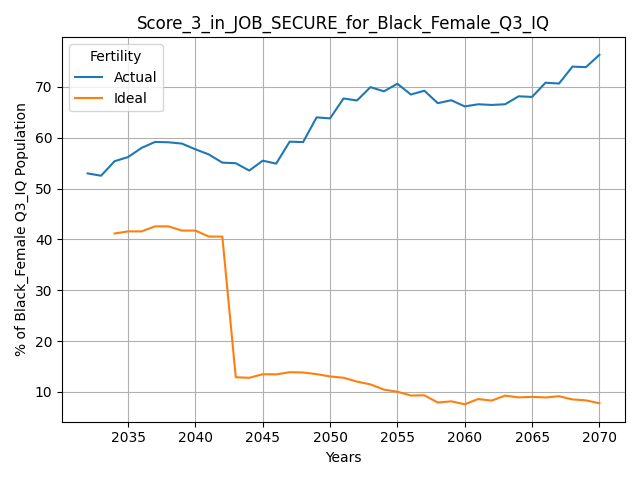 Score_3_in_JOB_SECURE_for_Black_Female_Q3_IQ
Fertility
Actual
Ideal
% of Black_Female Q3_IQ Population
70
60
50
40
30
20
10
2035 2040 2045 2050 2055 2060 2065 2070
Years